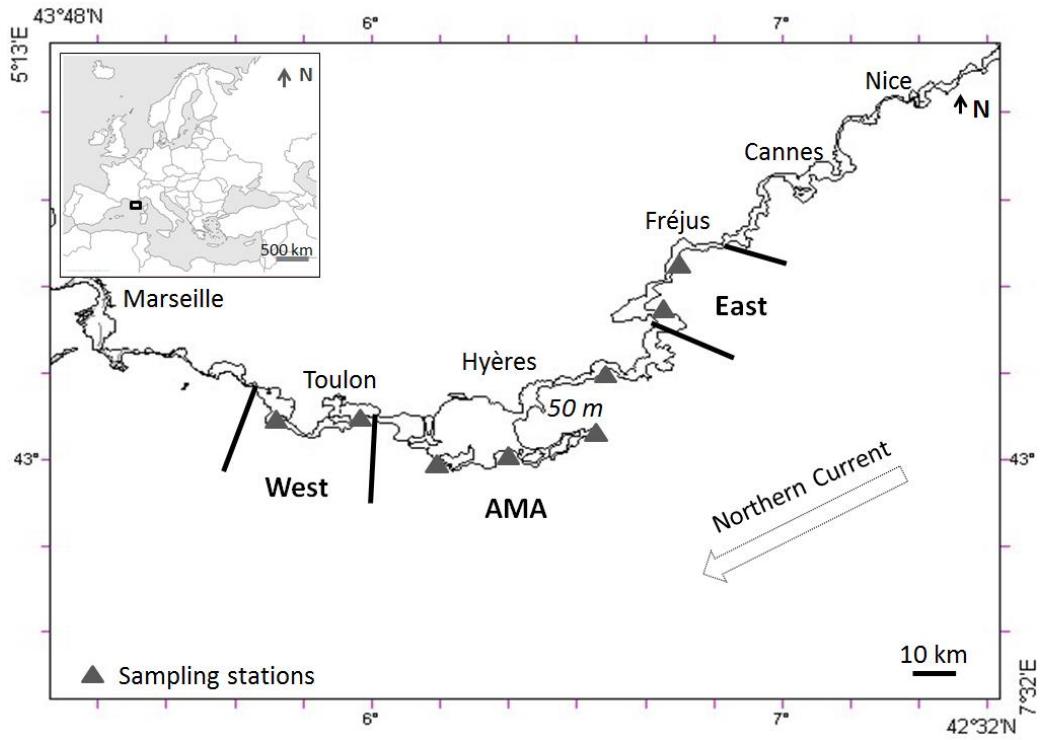 43°48'N
6°
7°
5°13'E
N
500 km
Nice
N
Cannes
Fréjus
East
Marseille
Hyères
Toulon
50 m
43°
43°
West
AMA
Northern Current
Sampling stations
10 km
7°32'E
6°
7°
42°32'N